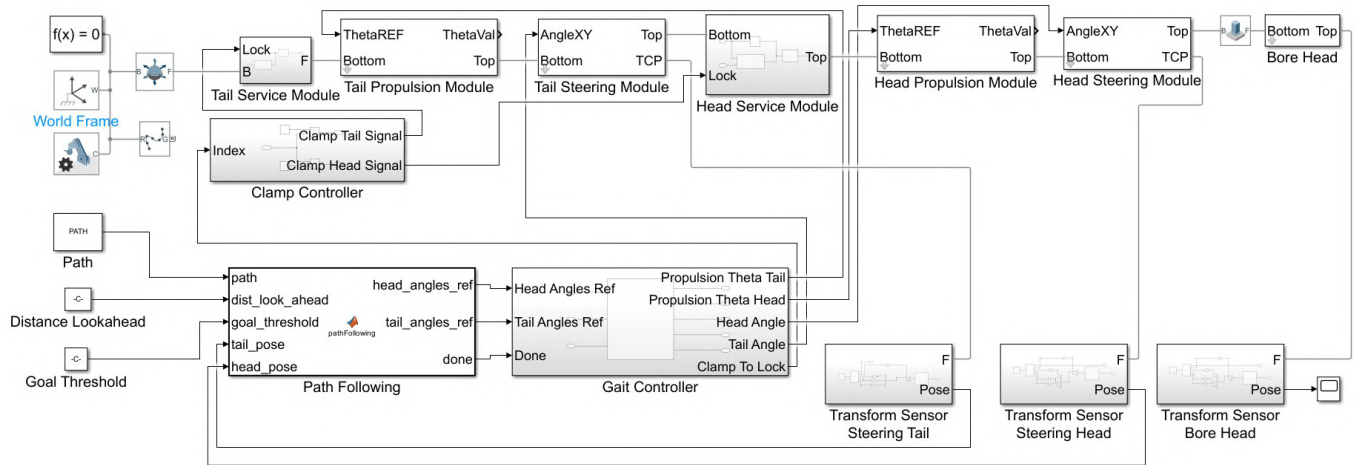 f(x) = 0
B
F
W
World Frame
C
R
G
Lock
B
F
Tail Service Module
ThetaREF
ThetaVal
Bottom
Top
Tail Propulsion Module
AngleXY
Top
Bottom
TCP
Tail Steering Module
Bottom
Top
Lock
Head Service Module
ThetaREF
ThetaVal
Bottom
Top
Head Propulsion Module
AngleXY
Top
Bottom
TCP
Head Steering Module
B
F
Bottom
Top
Bore Head
Index
Clamp Tail Signal
Clamp Head Signal
Clamp Controller
PATH
Path
-C-
Distance Lookahead
-C-
Goal Threshold
path
dist_look_ahead
goal_threshold
tail_pose
head_pose
pathFollowing
head_angles_ref
tail_angles_ref
done
Path Following
Head Angles Ref
Tail Angles Ref
Done
Propulsion Theta Tail
Propulsion Theta Head
Head Angle
Tail Angle
Clamp To Lock
Gait Controller
F
Pose
Transform Sensor
Steering Tail
F
Pose
Transform Sensor
Steering Head
F
Pose
Transform Sensor
Bore Head